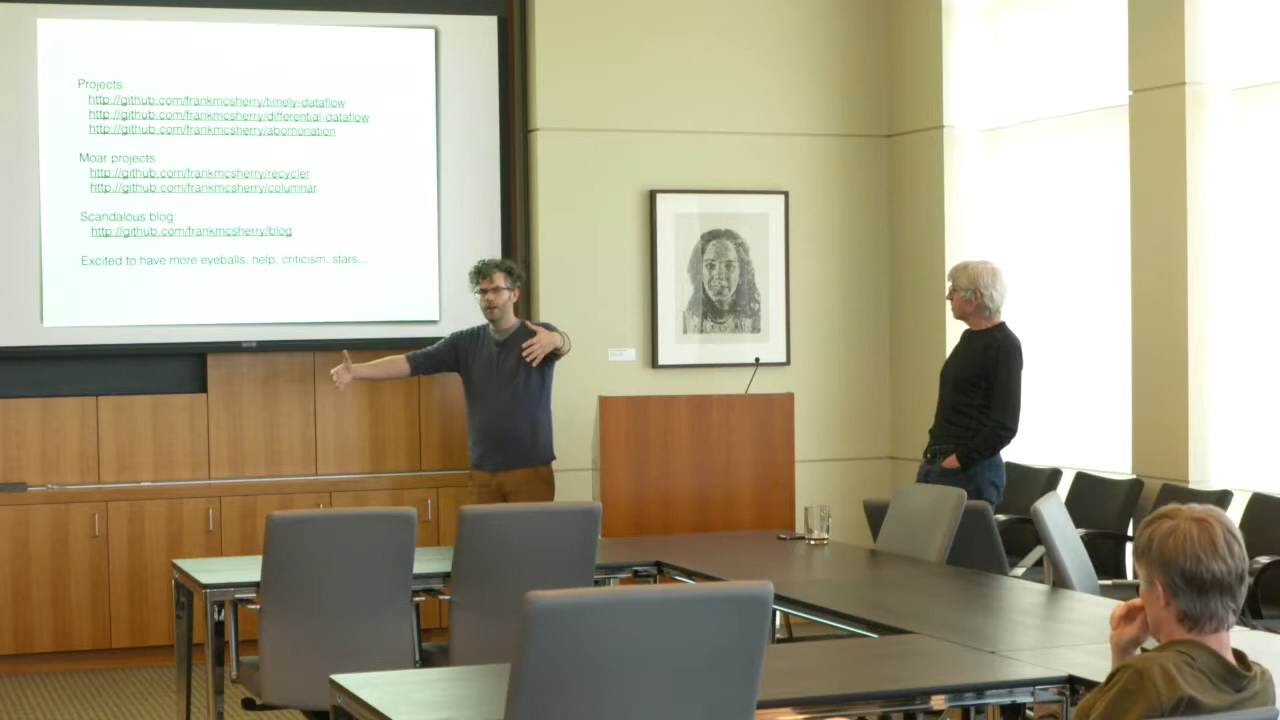 Projects
http://github.com/frankmcsherry/timely-dataflow
http://github.com/frankmcsherry/differential-dataflow
http://github.com/frankmcsherry/abomonation
Moar projects
http://github.com/frankmcsherry/recycler
http://github.com/frankmcsherry/columnar
Scandalous blog:
http://github.com/frankmcsherry/blog
Excited to have more eyeballs, help, criticism, stars...